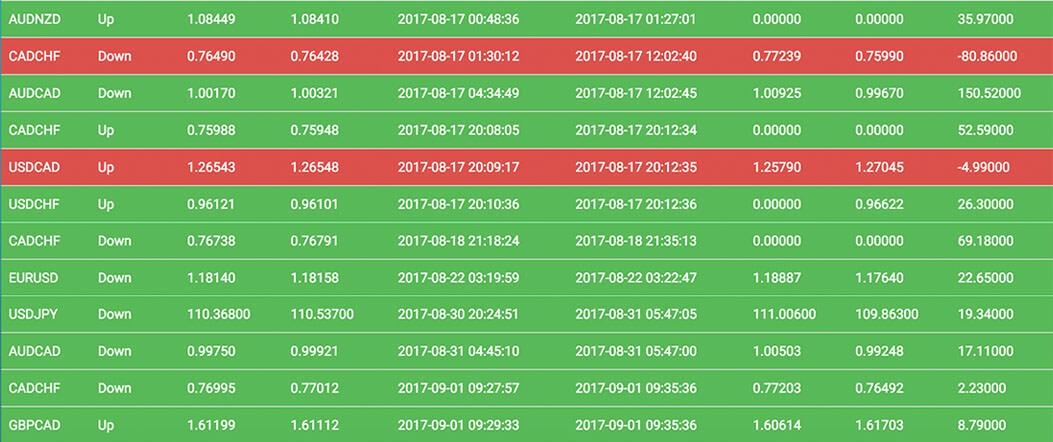 AUDNZD Up 1.08449 1.08410 2017-08-17 00:48:36 2017-08-17 01:27:01 0.00000 0.00000 35.97000
CADCHF Down 0.76490 0.76428 2017-08-17 01:30:12 2017-08-17 12:02:40 0.77239 0.75990 -80.86000
AUDCAD Down 1.00170 1.00321 2017-08-17 04:34:49 2017-08-17 12:02:45 1.00925 0.99670 150.52000
CADCHF Up 0.75988 0.75948 2017-08-17 20:08:05 2017-08-17 20:12:34 0.00000 0.00000 52.59000
USDCAD Up 1.26543 1.26548 2017-08-17 20:09:17 2017-08-17 20:12:35 1.25790 1.27045 -4.99000
USDCHF Up 0.96121 0.96101 2017-08-17 20:10:36 2017-08-17 20:12:36 0.00000 0.96622 26.30000
CADCHF Down 0.76738 0.76791 2017-08-18 21:18:24 2017-08-18 21:35:13 0.00000 0.00000 69.18000
EURUSD Down 1.18140 1.18158 2017-08-22 03:19:59 2017-08-22 03:22:47 1.18887 1.17640 22.65000
USDJPY Down 110.36800 110.53700 2017-08-30 20:24:51 2017-08-31 05:47:05 111.00600 109.86300 19.34000
AUDCAD Down 0.99750 0.99921 2017-08-31 04:45:10 2017-08-31 05:47:00 1.00503 0.99248 17.11000
CADCHF Down 0.76995 0.77012 2017-09-01 09:27:57 2017-09-01 09:35:36 0.77203 0.76492 2.23000
GBPCAD Up 1.61199 1.61112 2017-09-01 09:29:33 2017-09-01 09:35:36 1.60614 1.61703 8.79000